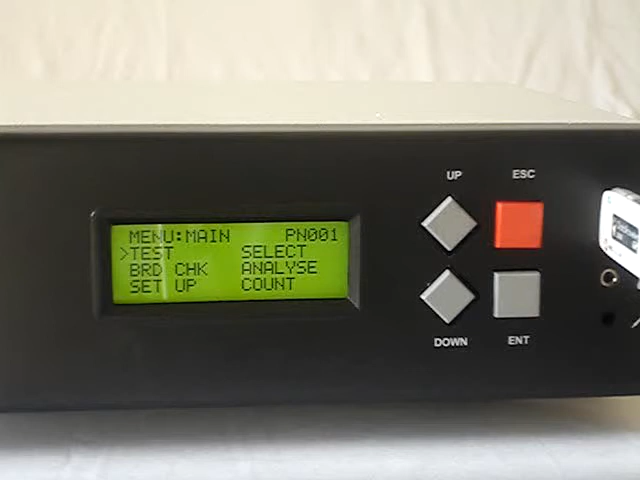 UP ESC
MENU:MAIN PN001
>TEST SELECT
BRD CHK ANALYSE
SET UP COUNT
DOWN ENT